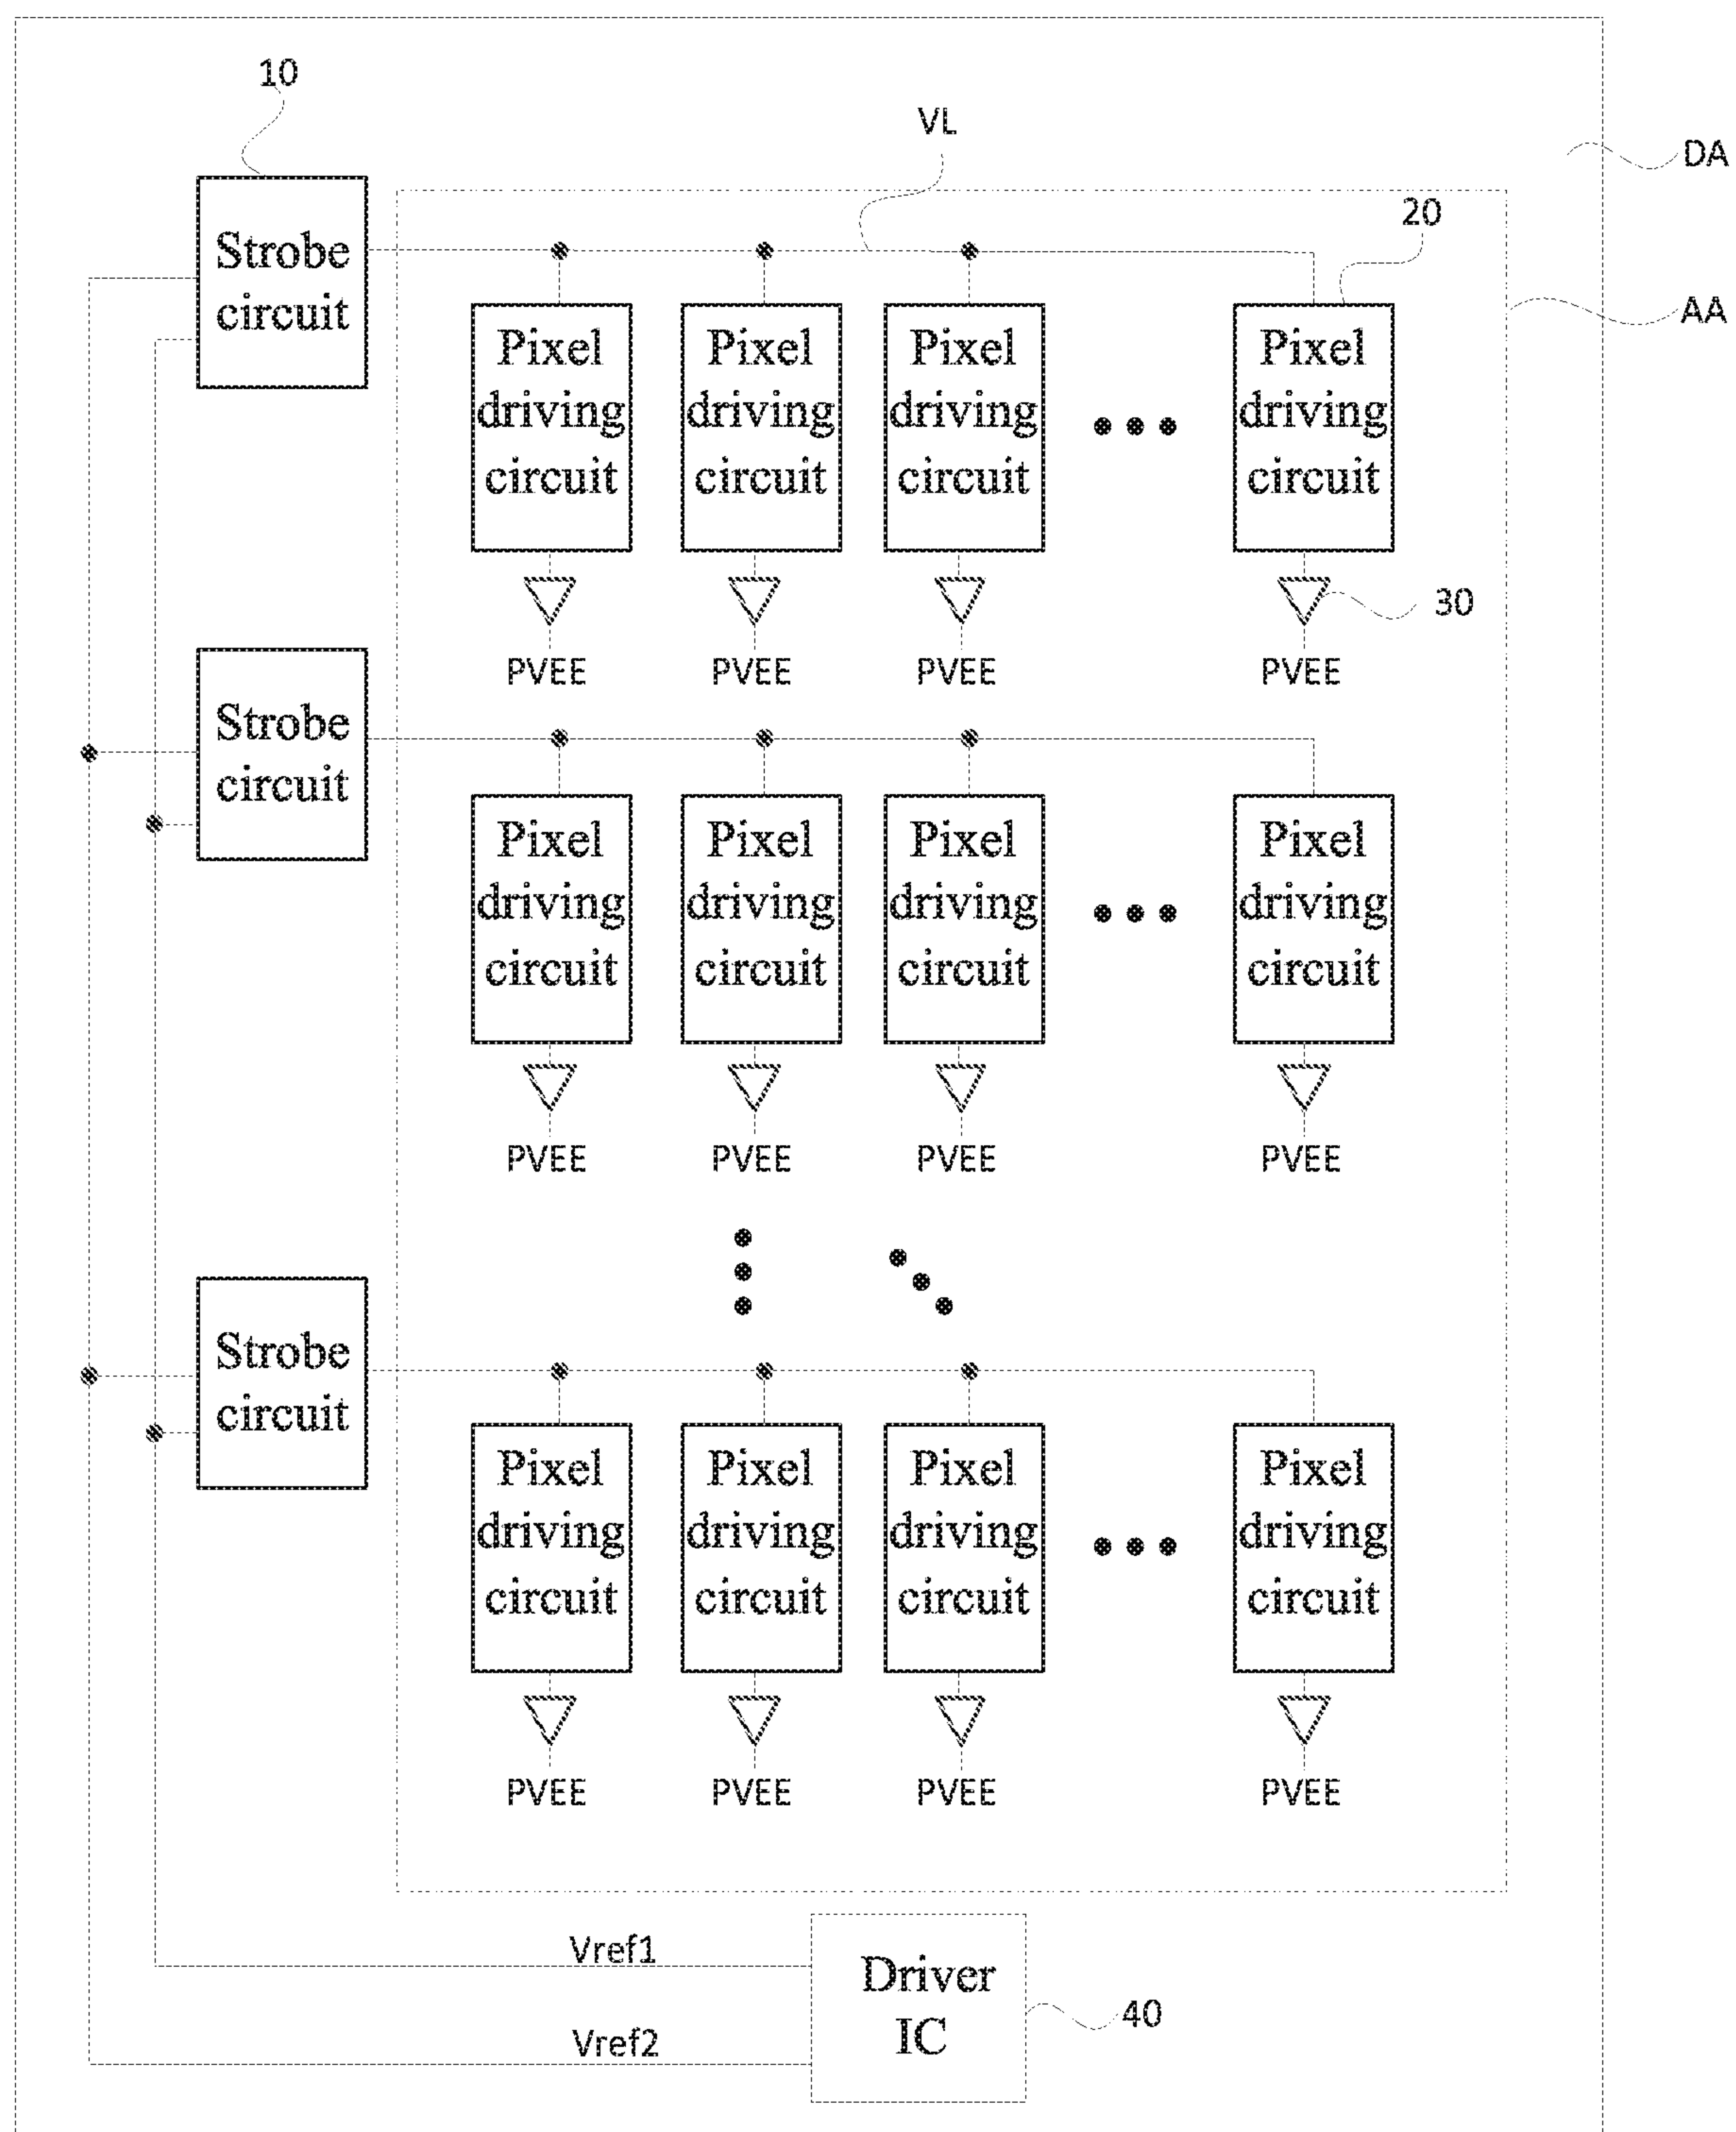 10
VL
DA
20
AA
Strobe
circuit
Pixel
driving
circuit
Pixel
driving
circuit
Pixel
driving
circuit
Pixel
driving
circuit
30
PVEE
PVEE
PVEE
PVEE
Strobe
circuit
Pixel
driving
circuit
Pixel
driving
circuit
Pixel
driving
circuit
Pixel
driving
circuit
PVEE
PVEE
PVEE
PVEE
Strobe
circuit
Pixel
driving
circuit
Pixel
driving
circuit
Pixel
driving
circuit
Pixel
driving
circuit
PVEE
PVEE
PVEE
PVEE
Vref1
Vref2
Driver
IC
40